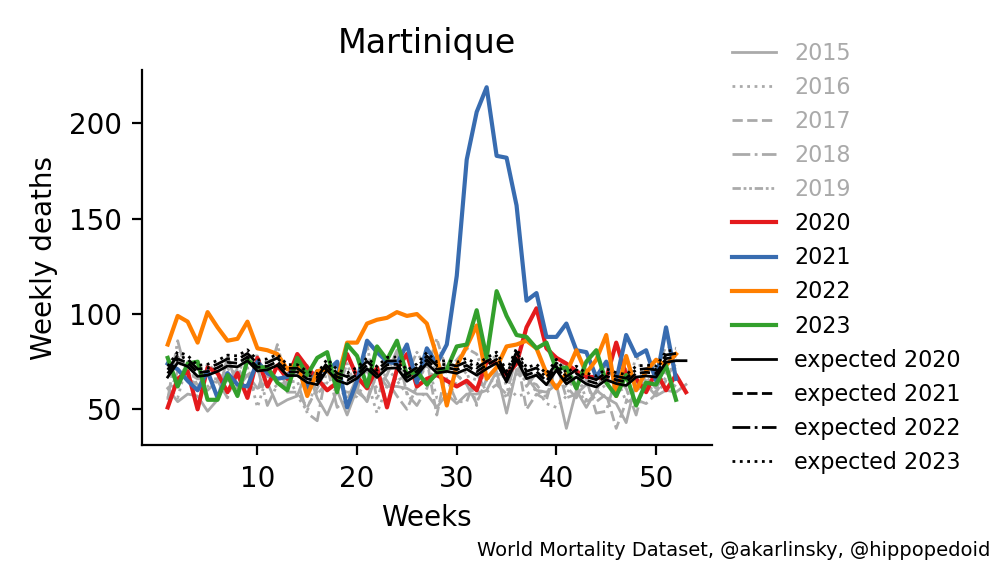 Martinique
Weekly deaths
200
150
100
50
10 20 30 40 50
Weeks
2015
2016
2017
2018
2019
2020
2021
2022
2023
expected 2020
expected 2021
expected 2022
expected 2023
World Mortality Dataset, @akarlinsky, @hippopedoid